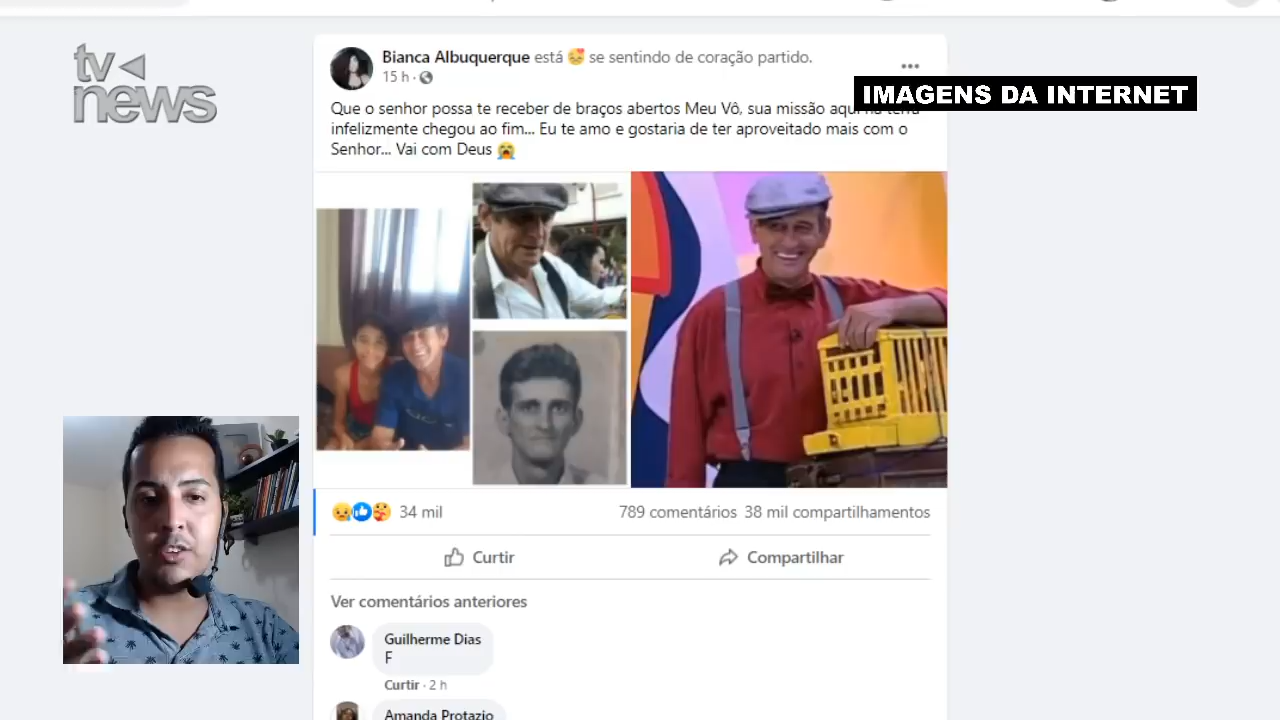 tv
news
Bianca Albuquerque está se sentindo de coração partido.
15 h ·
IMAGENS DA INTERNET
Que o senhor possa te receber de braços abertos Meu Vô, sua missão aqui na terra
infelizmente chegou ao fim... Eu te amo e gostaria de ter aproveitado mais com o
Senhor... Vai com Deus
34 mil
789 comentários 38 mil compartilhamentos
Curtir
Compartilhar
Ver comentários anteriores
Guilherme Dias
F
Curtir · 2 h
Amanda Protazio